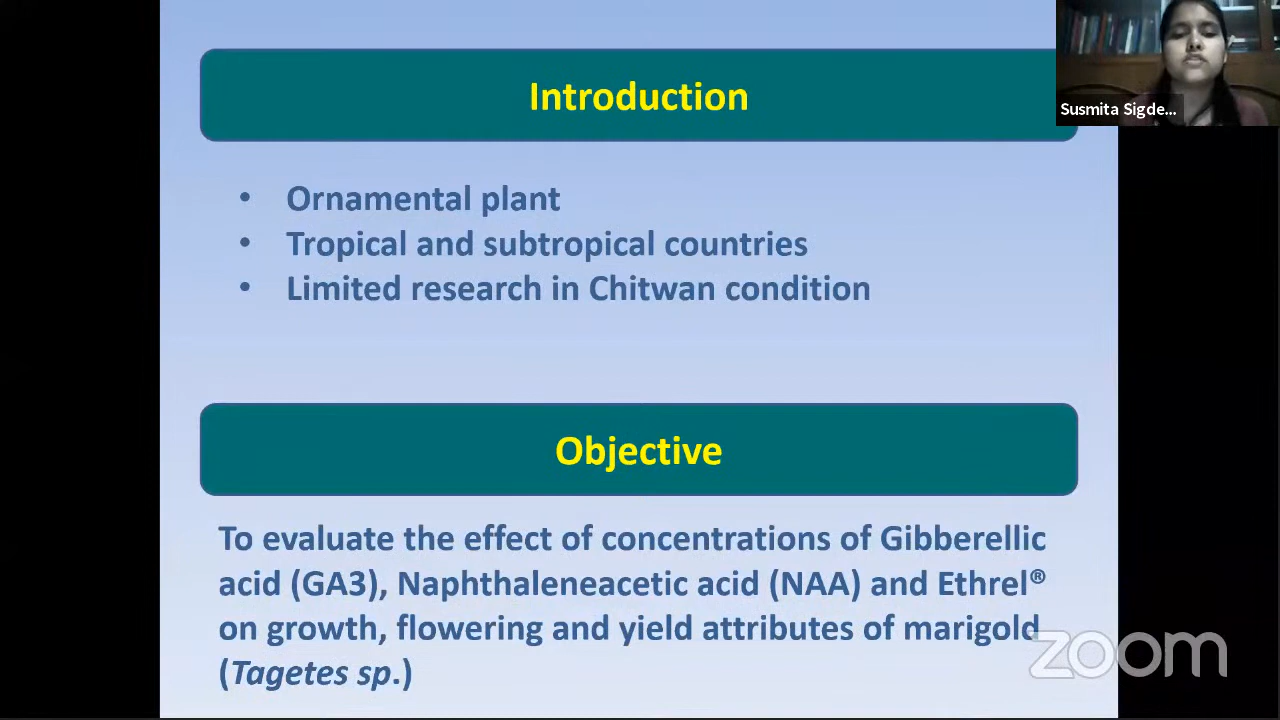 Introduction
Susmita Sigde...
• Ornamental plant
• Tropical and subtropical countries
• Limited research in Chitwan condition
Objective
To evaluate the effect of concentrations of Gibberellic
acid (GA3), Naphthaleneacetic acid (NAA) and Ethrel®
on growth, flowering and yield attributes of marigold
(Tagetes sp.)
zoom